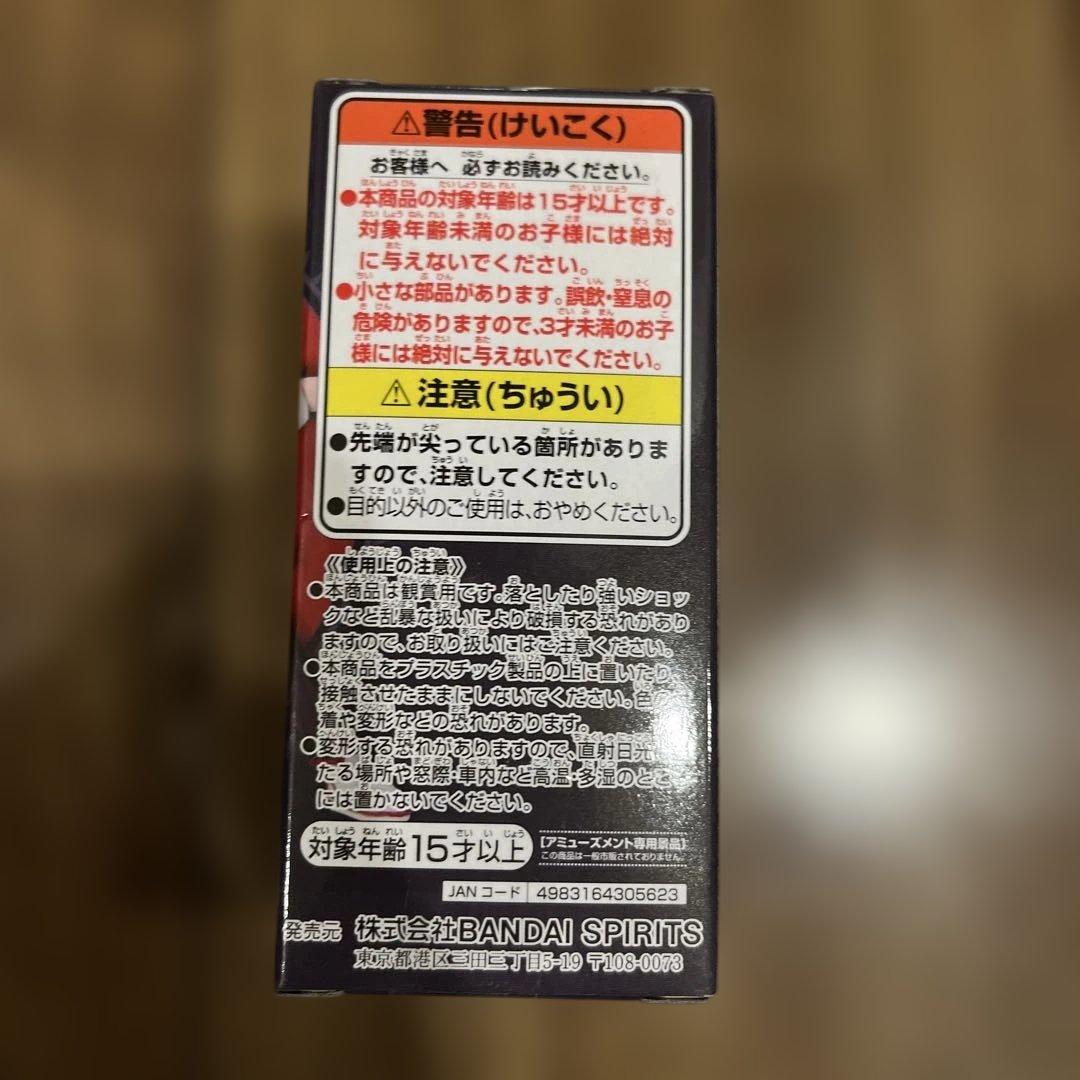 ⚠警告(けいこく)
お客様へ 必ずお読みください。
●本商品の対象年齢は15才以上です。
対象年齢未満のお子様には絶対
に与えないでください。
●小さな部品があります。誤飲・窒息の
危険がありますので、3才未満のお子
様には絶対に与えないでください。
⚠注意(ちゅうい)
●先端が尖っている箇所がありま
すので、注意してください。
●目的以外のご使用は、おやめください。
《使用上の注意》
●本商品は観賞用です。落としたり強いショッ
クなど乱暴な扱いにより破損する恐れがあり
ますので、お取り扱いにはご注意ください。
●本商品をプラスチック製品の上に置いたり、
接触させたままにしないでください。色
着や変形などの恐れがあります。
●変形する恐れがありますので、直射日光
たる場所や窓際・車内など高温・多湿のとこ
には置かないでください。
対象年齢15才以上
【アミューズメント専用景品】
この商品は一般市販されておりません。
JANコード 4983164305623
発売元 株式会社BANDAI SPIRITS
東京都港区三田三丁目5-19 〒108-0073